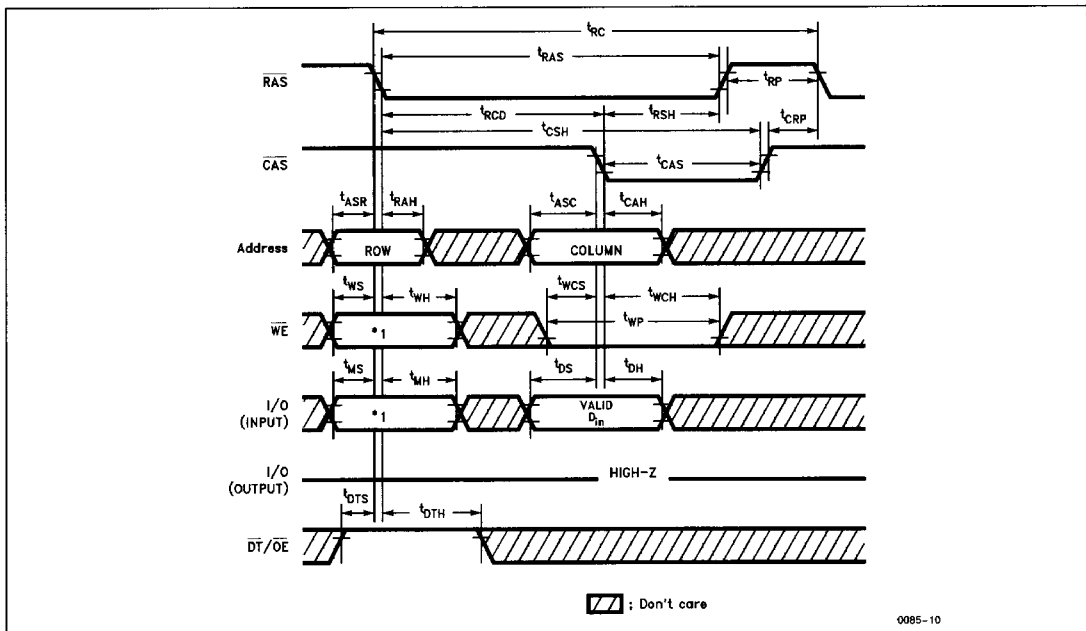 tRC
tRAS
RAS
tRP
tRCD
tRSH
tCRP
tCSH
CAS
tCAS
tASR
tRAH
tASC
tCAH
Address
ROW
COLUMN
tWS
tWH
tWCS
tWCH
tWP
WE
*1
tMS
tMH
tDS
tDH
I/O
(INPUT)
*1
VALID
Din
I/O
(OUTPUT)
HIGH-Z
tDTS
tDTH
DT/OE
; Don't care
0085-10